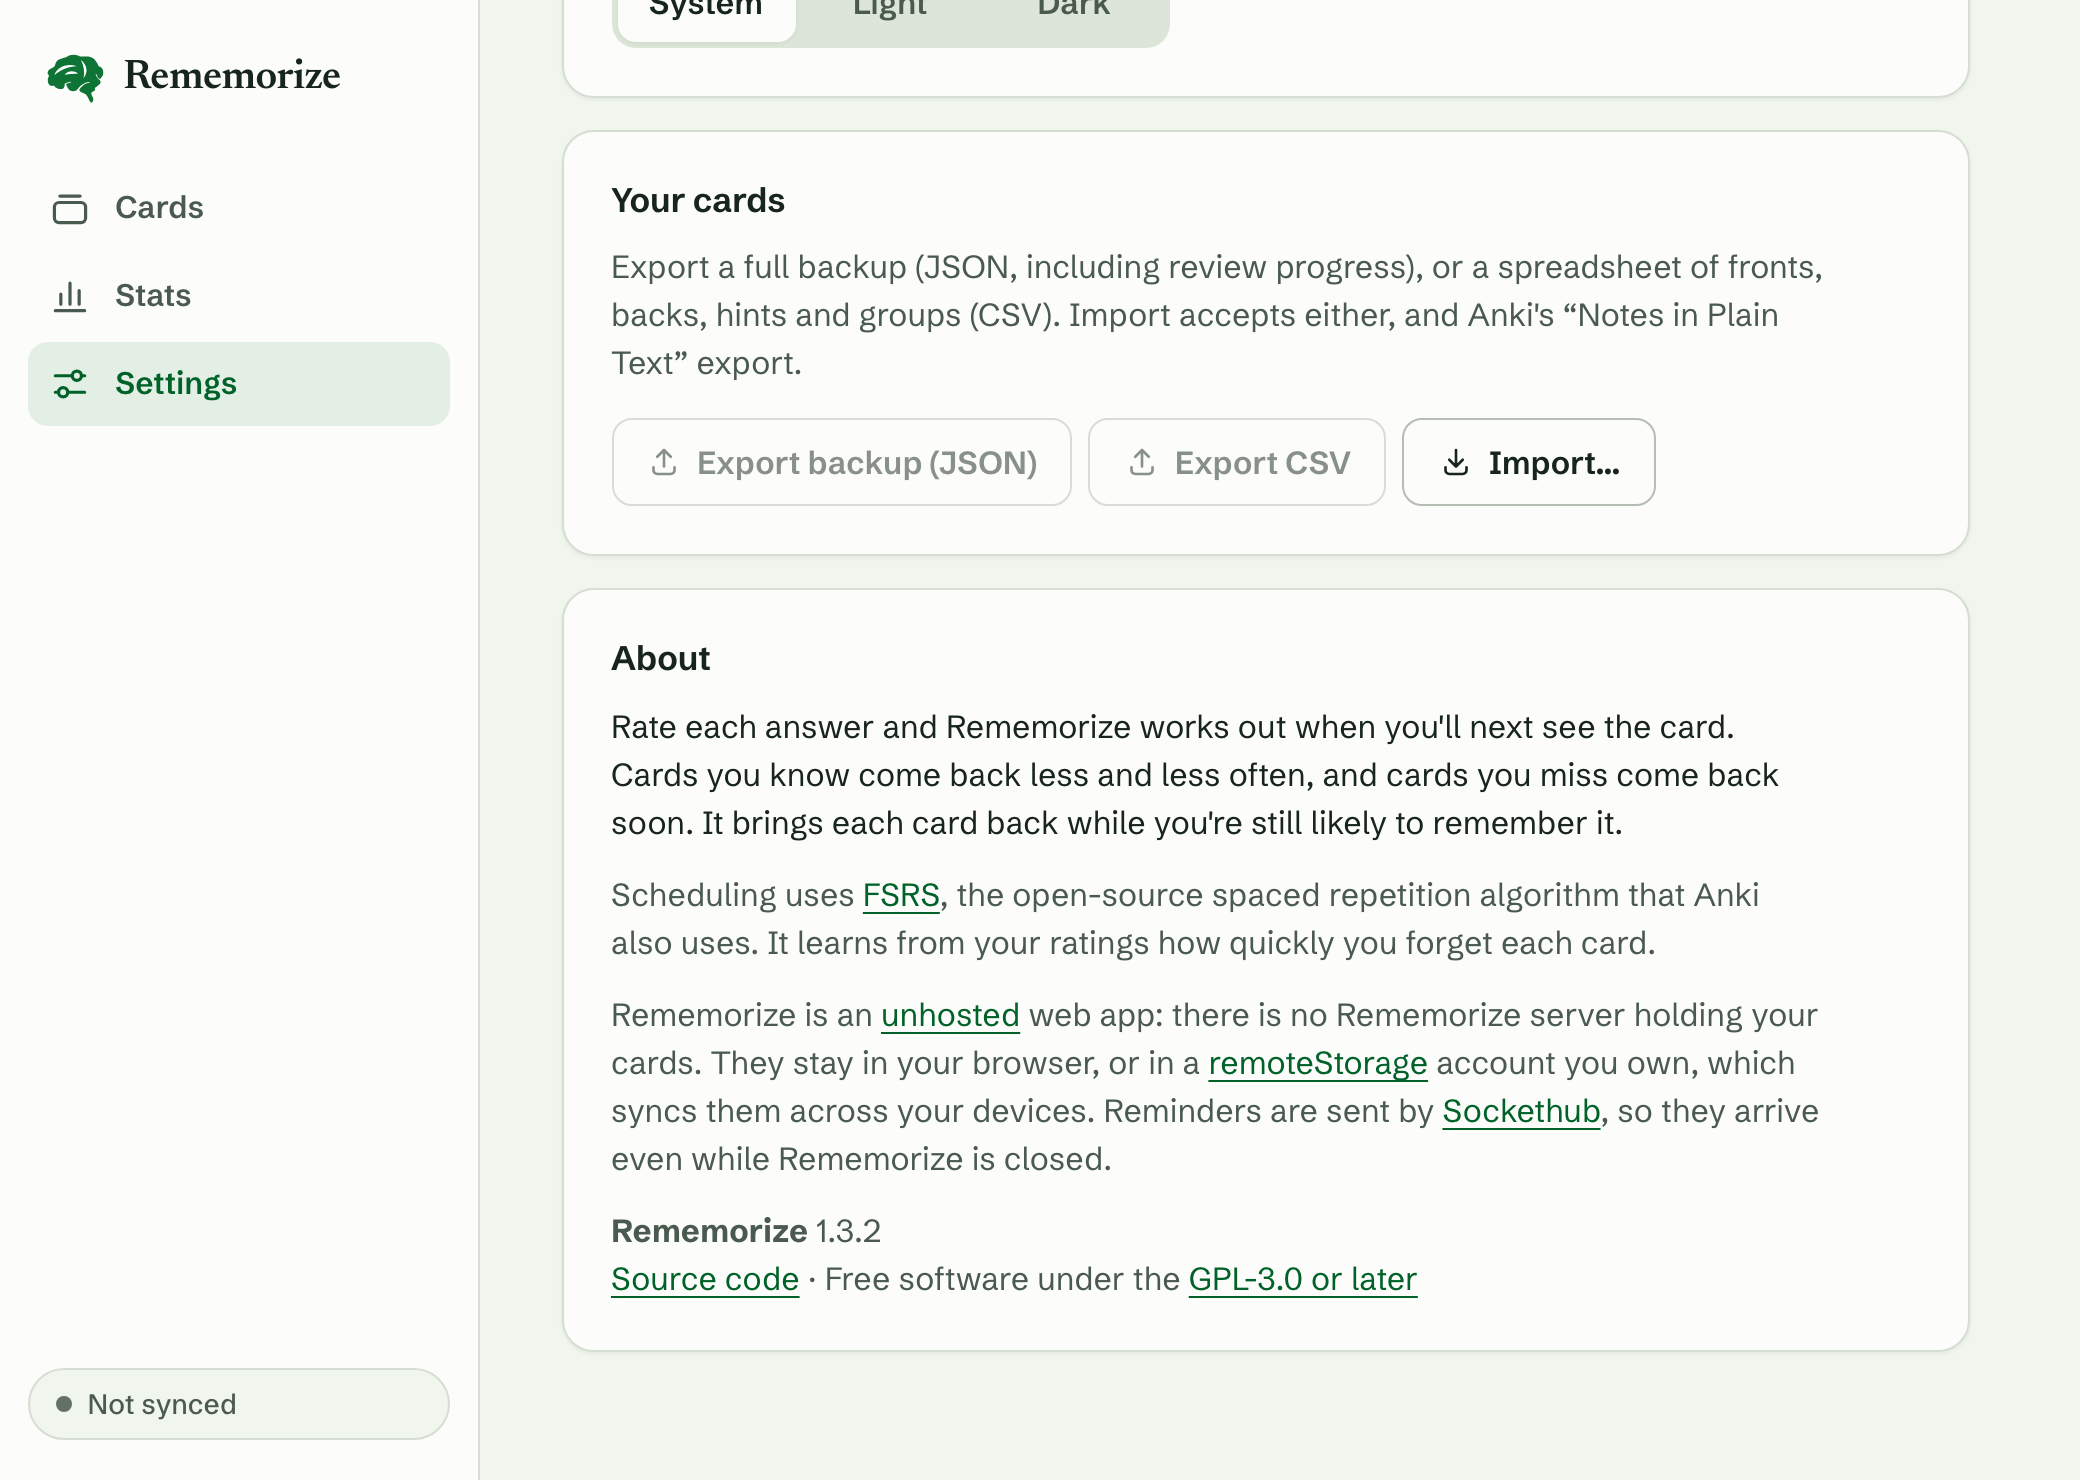 Rememorize
Cards
Stats
Settings
Not synced
System Light Dark
Your cards
Export a full backup (JSON, including review progress), or a spreadsheet of fronts,
backs, hints and groups (CSV). Import accepts either, and Anki's “Notes in Plain
Text” export.
Export backup (JSON) Export CSV Import…
About
Rate each answer and Rememorize works out when you'll next see the card.
Cards you know come back less and less often, and cards you miss come back
soon. It brings each card back while you're still likely to remember it.
Scheduling uses FSRS, the open-source spaced repetition algorithm that Anki
also uses. It learns from your ratings how quickly you forget each card.
Rememorize is an unhosted web app: there is no Rememorize server holding your
cards. They stay in your browser, or in a remoteStorage account you own, which
syncs them across your devices. Reminders are sent by Sockethub, so they arrive
even while Rememorize is closed.
Rememorize 1.3.2
Source code · Free software under the GPL-3.0 or later